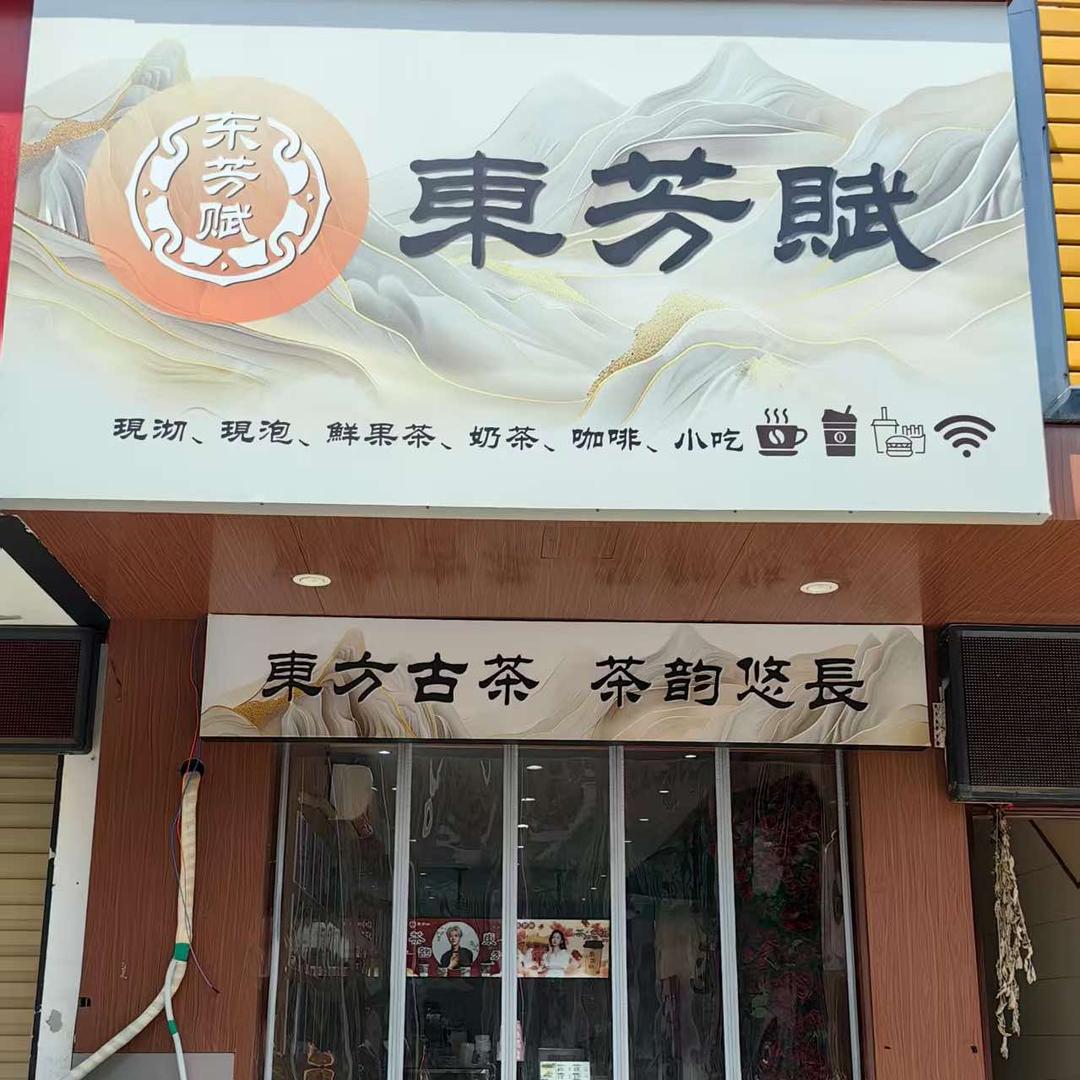 东芳赋
東芳賦
現沏、現泡、鮮果茶、奶茶、咖啡、小吃
東方古茶 茶韵悠長